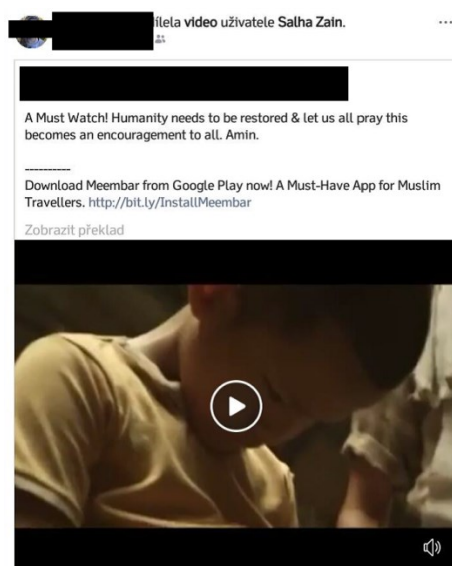 ílela video uživatele Salha Zain.
A Must Watch! Humanity needs to be restored & let us all pray this
becomes an encouragement to all. Amin.
----------
Download Meembar from Google Play now! A Must-Have App for Muslim
Travellers. http://bit.ly/InstallMeembar
Zobrazit překlad